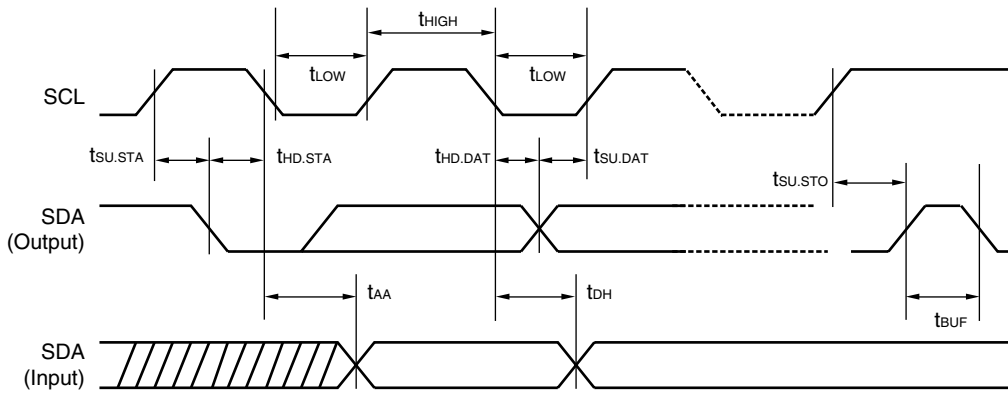 tHIGH
tLOW
tLOW
SCL
tSU.STA
tHD.STA
tHD.DAT
tSU.DAT
tSU.STO
SDA
(Output)
tAA
tDH
tBUF
SDA
(Input)